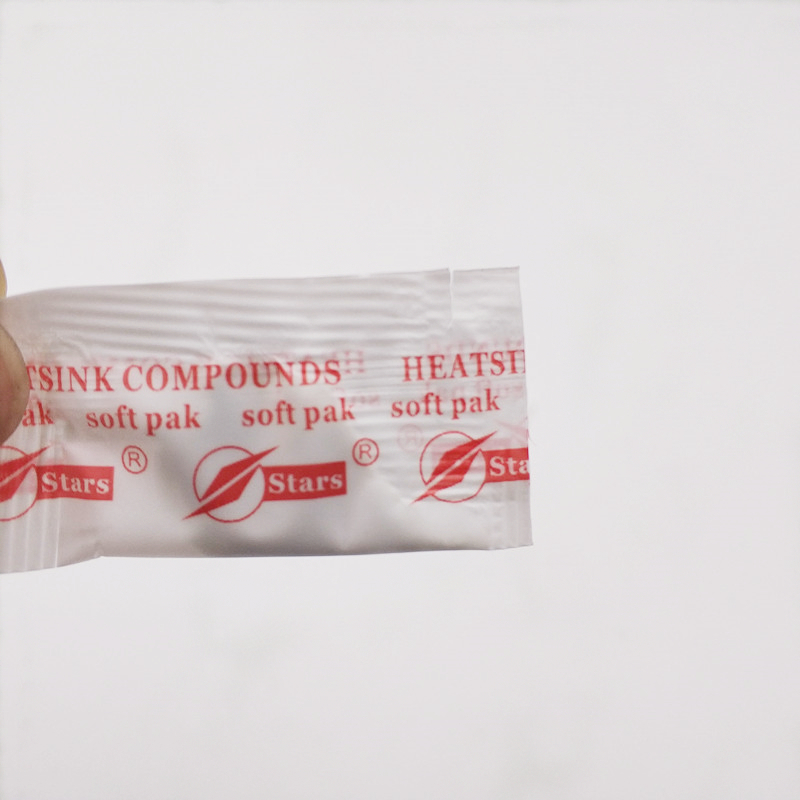 TSINK COMPOUNDS HEATSI
ak soft pak soft pak soft pak
Stars ® Stars ® Sta